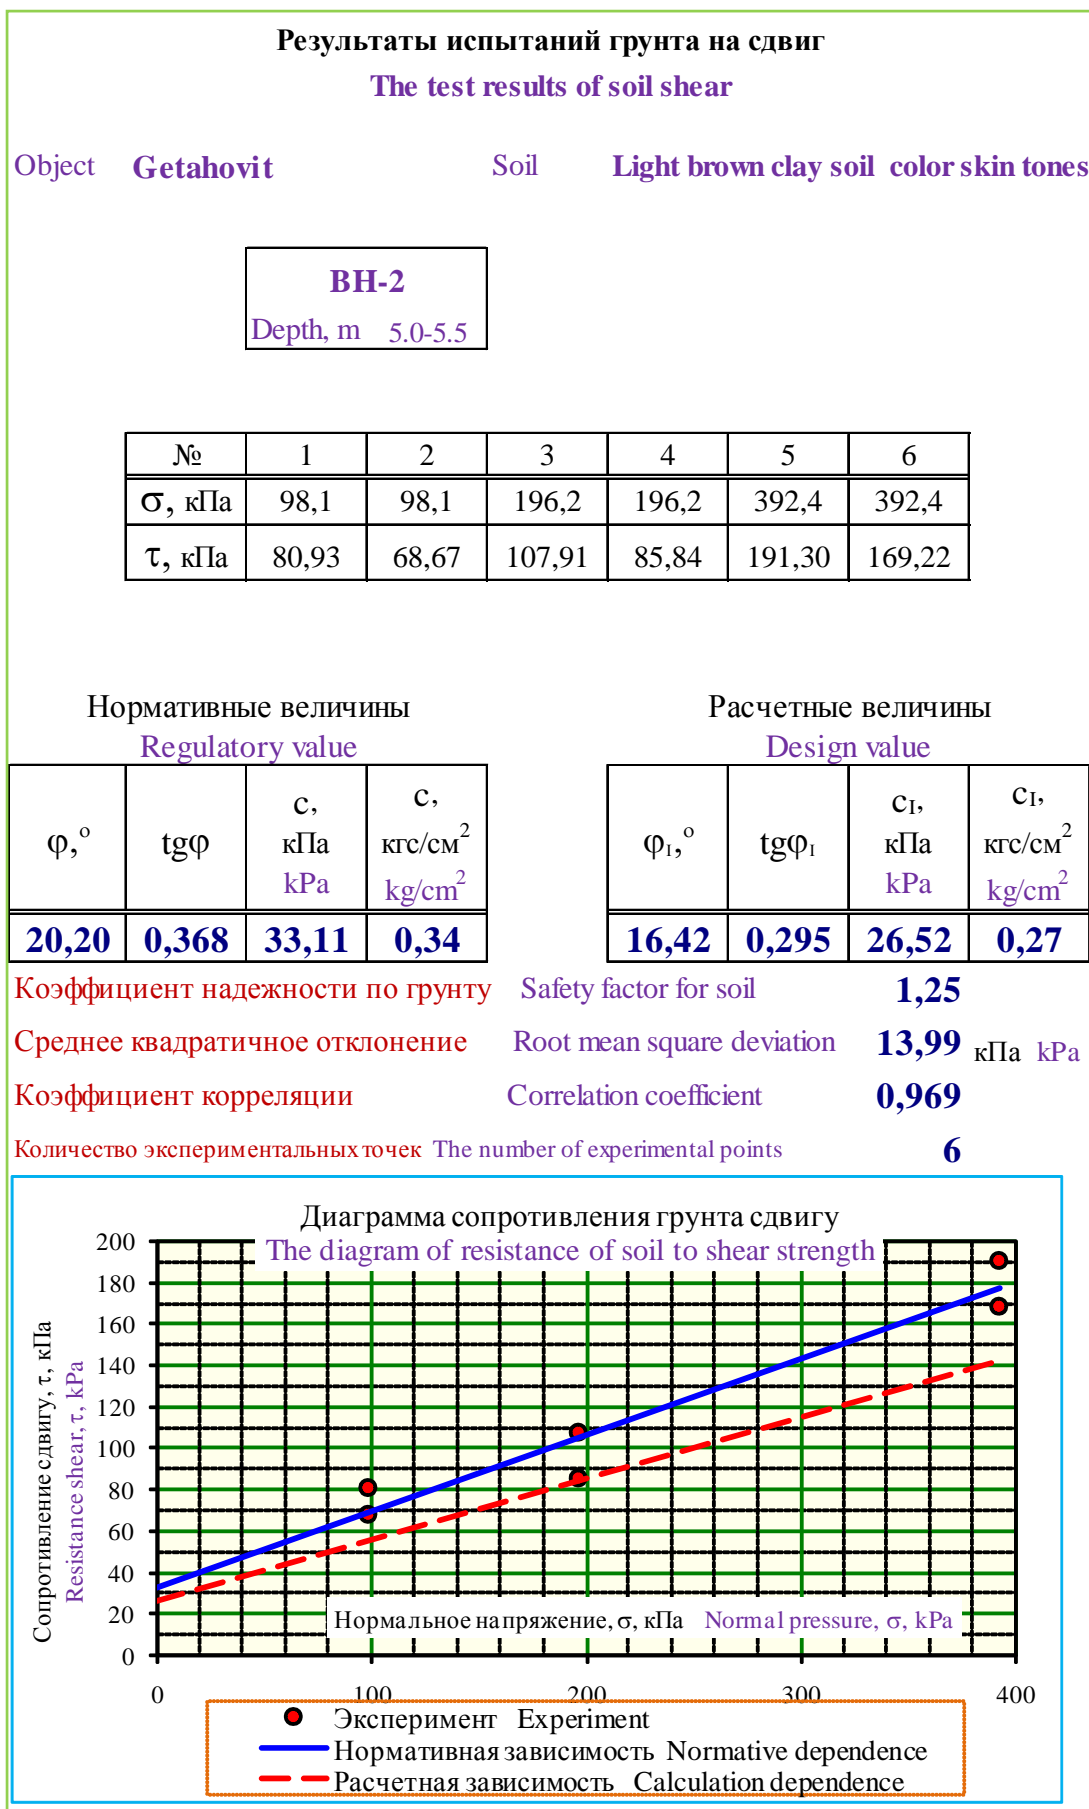 Результаты испытаний грунта на сдвиг
The test results of soil shear
Object Getahovit Soil Light brown clay soil color skin tones
BH-2
Depth, m 5.0-5.5
№ 1 2 3 4 5 6
σ, кПа 98,1 98,1 196,2 196,2 392,4 392,4
τ, кПа 80,93 68,67 107,91 85,84 191,30 169,22
Нормативные величины Расчетные величины
Regulatory value Design value
φ,° tgφ c, кПа kPa c, кгс/см² kg/cm² φI,° tgφI cI, кПа kPa cI, кгс/см² kg/cm²
20,20 0,368 33,11 0,34 16,42 0,295 26,52 0,27
Коэффициент надежности по грунту Safety factor for soil 1,25
Среднее квадратичное отклонение Root mean square deviation 13,99 кПа kPa
Коэффициент корреляции Correlation coefficient 0,969
Количество экспериментальных точек The number of experimental points 6
Диаграмма сопротивления грунта сдвигу
The diagram of resistance of soil to shear strength
Сопротивление сдвигу, τ, кПа
Resistance shear, τ, kPa
200
180
160
140
120
100
80
60
40
20
0
Нормальное напряжение, σ, кПа Normal pressure, σ, kPa
0 100 200 300 400
Эксперимент Experiment
Нормативная зависимость Normative dependence
Расчетная зависимость Calculation dependence